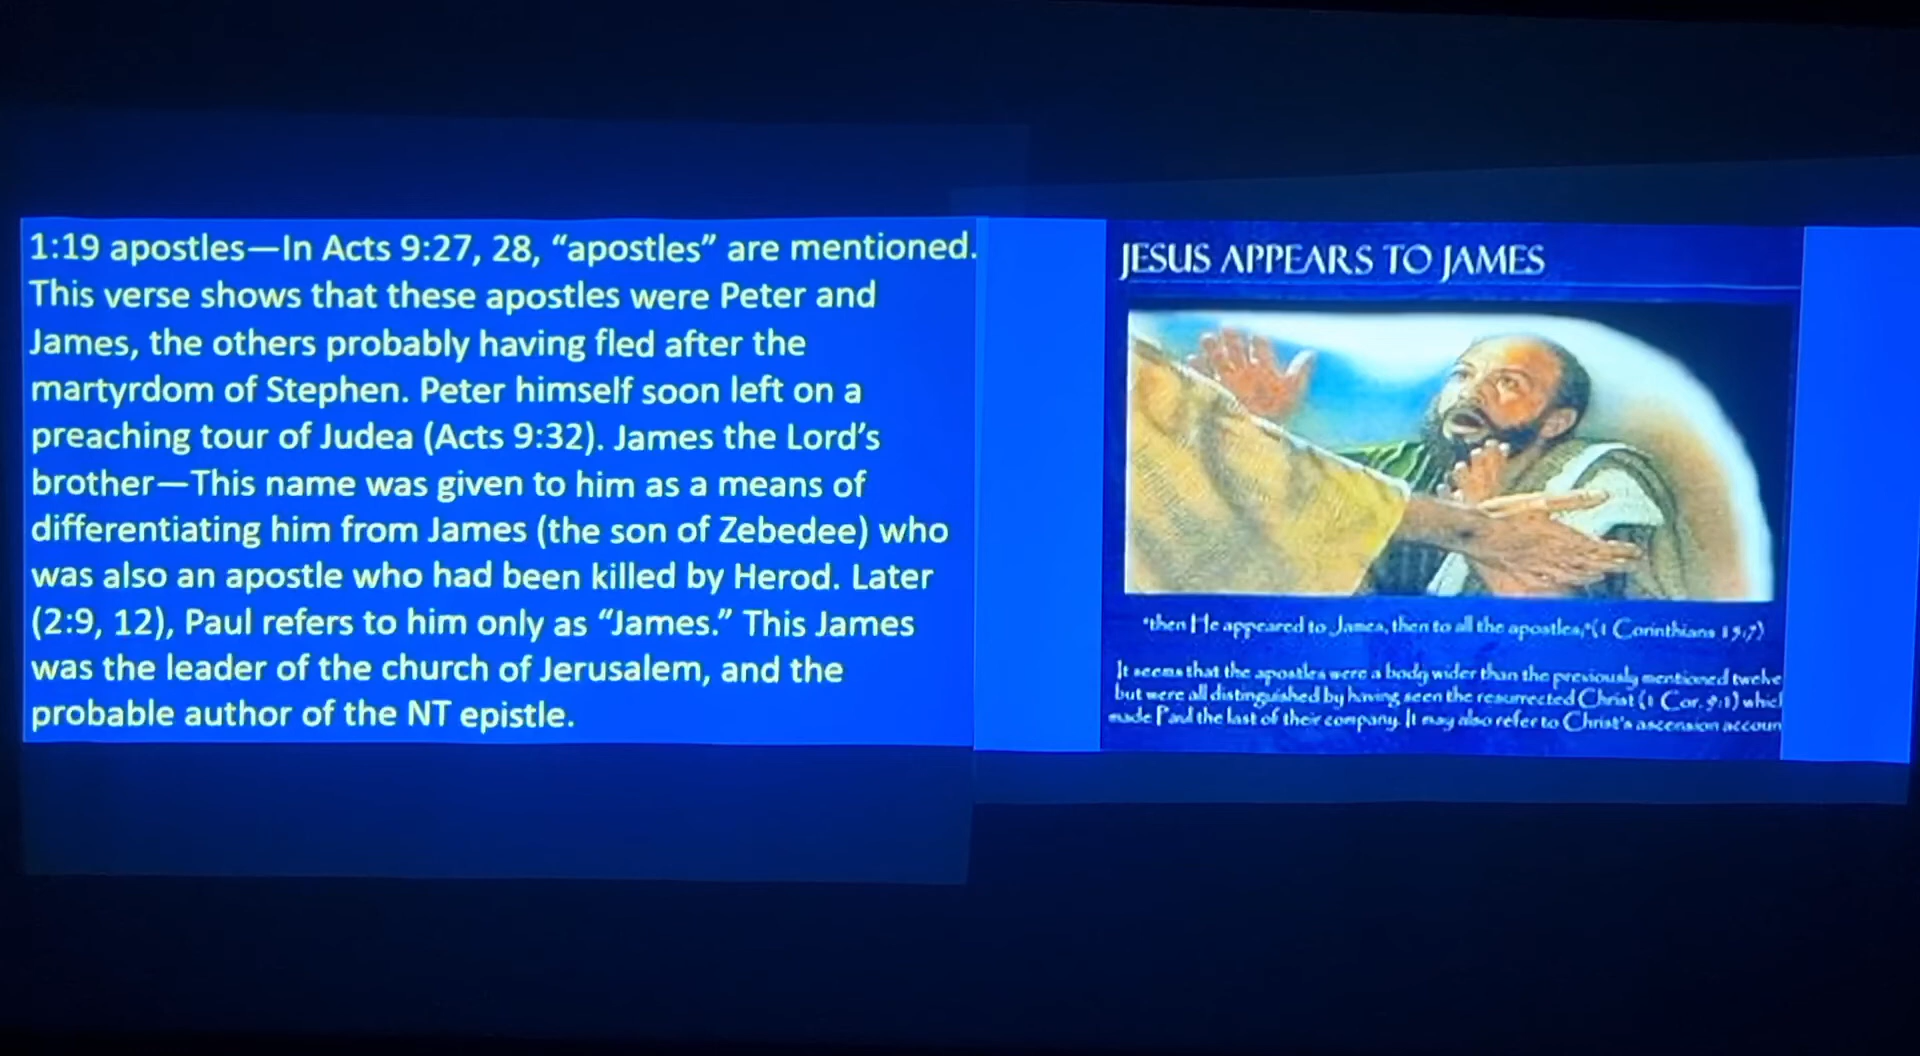 1:19 apostles—In Acts 9:27, 28, “apostles” are mentioned.
This verse shows that these apostles were Peter and
James, the others probably having fled after the
martyrdom of Stephen. Peter himself soon left on a
preaching tour of Judea (Acts 9:32). James the Lord’s
brother—This name was given to him as a means of
differentiating him from James (the son of Zebedee) who
was also an apostle who had been killed by Herod. Later
(2:9, 12), Paul refers to him only as “James.” This James
was the leader of the church of Jerusalem, and the
probable author of the NT epistle.
JESUS APPEARS TO JAMES
“then He appeared to James, then to all the apostles,”(1 Corinthians 15:7)
It seems that the apostles were a body wider than the previously mentioned twelve
but were all distinguished by having seen the resurrected Christ (1 Cor. 9:1) whic
made Paul the last of their company. It may also refer to Christ’s ascension accoun